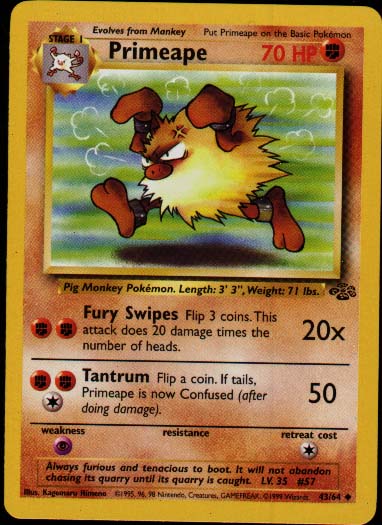 Evolves from Mankey
Put Primeape on the Basic Pokémon
STAGE 1
Primeape
70 HP
Pig Monkey Pokémon. Length: 3' 3", Weight: 71 lbs.
Fury Swipes Flip 3 coins. This
attack does 20 damage times the
number of heads.
20x
Tantrum Flip a coin. If tails,
Primeape is now Confused (after
doing damage).
50
weakness
resistance
retreat cost
Always furious and tenacious to boot. It will not abandon
chasing its quarry until its quarry is caught. LV. 35 #57
Illus. Kagemaru Himeno ©1995, 96, 98 Nintendo, Creatures, GAMEFREAK. ©1999 Wizards. 43/64